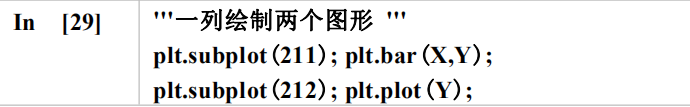 In [29] '''一列绘制两个图形 '''
plt.subplot(211); plt.bar(X,Y);
plt.subplot(212); plt.plot(Y);